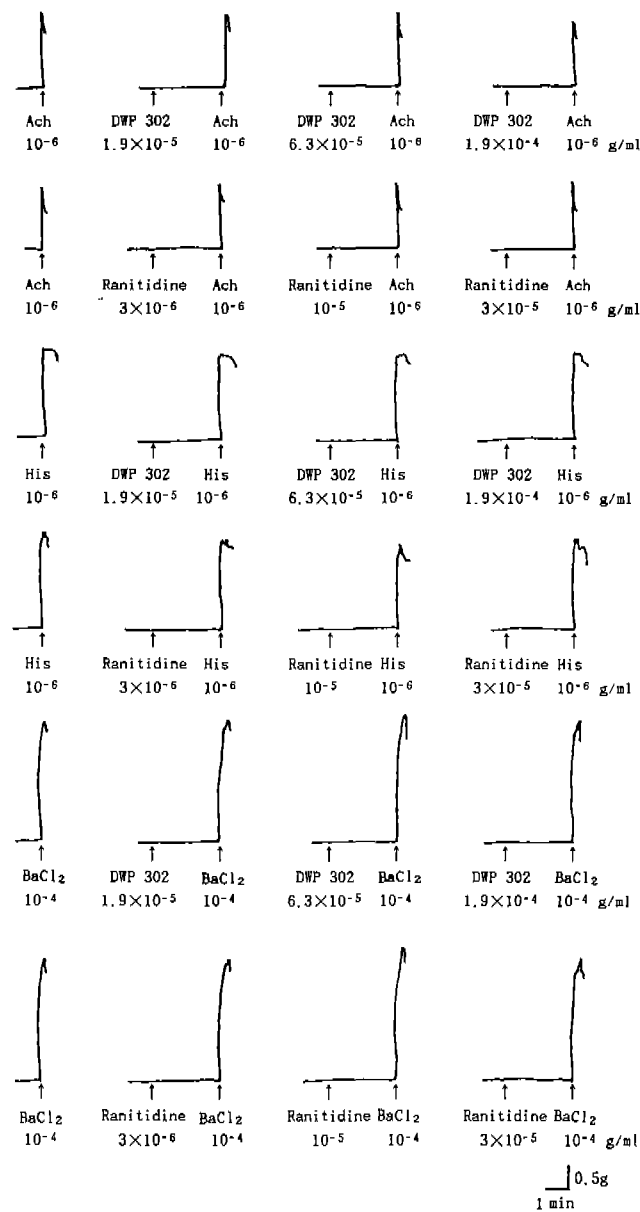 Ach DWP 302 Ach DWP 302 Ach DWP 302 Ach
10⁻⁶ 1.9×10⁻⁵ 10⁻⁶ 6.3×10⁻⁵ 10⁻⁶ 1.9×10⁻⁴ 10⁻⁶ g/ml
Ach Ranitidine Ach Ranitidine Ach Ranitidine Ach
10⁻⁶ 3×10⁻⁶ 10⁻⁶ 10⁻⁵ 10⁻⁶ 3×10⁻⁵ 10⁻⁶ g/ml
His DWP 302 His DWP 302 His DWP 302 His
10⁻⁶ 1.9×10⁻⁵ 10⁻⁶ 6.3×10⁻⁵ 10⁻⁶ 1.9×10⁻⁴ 10⁻⁶ g/ml
His Ranitidine His Ranitidine His Ranitidine His
10⁻⁶ 3×10⁻⁶ 10⁻⁶ 10⁻⁵ 10⁻⁶ 3×10⁻⁵ 10⁻⁶ g/ml
BaCl₂ DWP 302 BaCl₂ DWP 302 BaCl₂ DWP 302 BaCl₂
10⁻⁴ 1.9×10⁻⁵ 10⁻⁴ 6.3×10⁻⁵ 10⁻⁴ 1.9×10⁻⁴ 10⁻⁴ g/ml
BaCl₂ Ranitidine BaCl₂ Ranitidine BaCl₂ Ranitidine BaCl₂
10⁻⁴ 3×10⁻⁶ 10⁻⁴ 10⁻⁵ 10⁻⁴ 3×10⁻⁵ 10⁻⁴ g/ml
0.5g
1 min